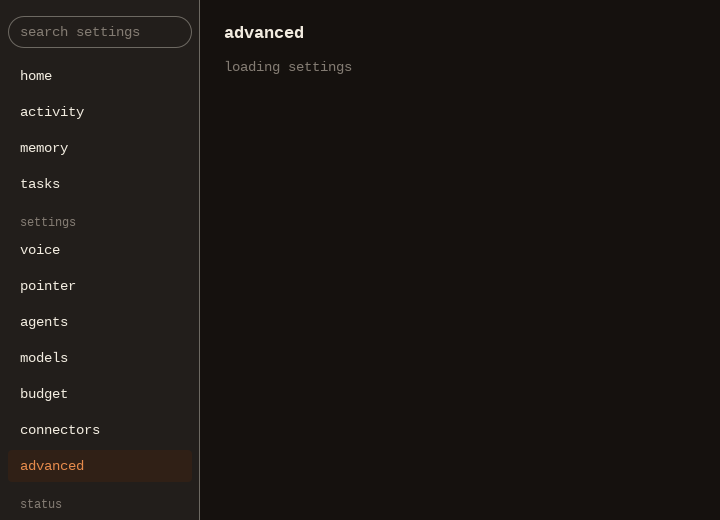 search settings
home
activity
memory
tasks
settings
voice
pointer
agents
models
budget
connectors
advanced
status
advanced
loading settings